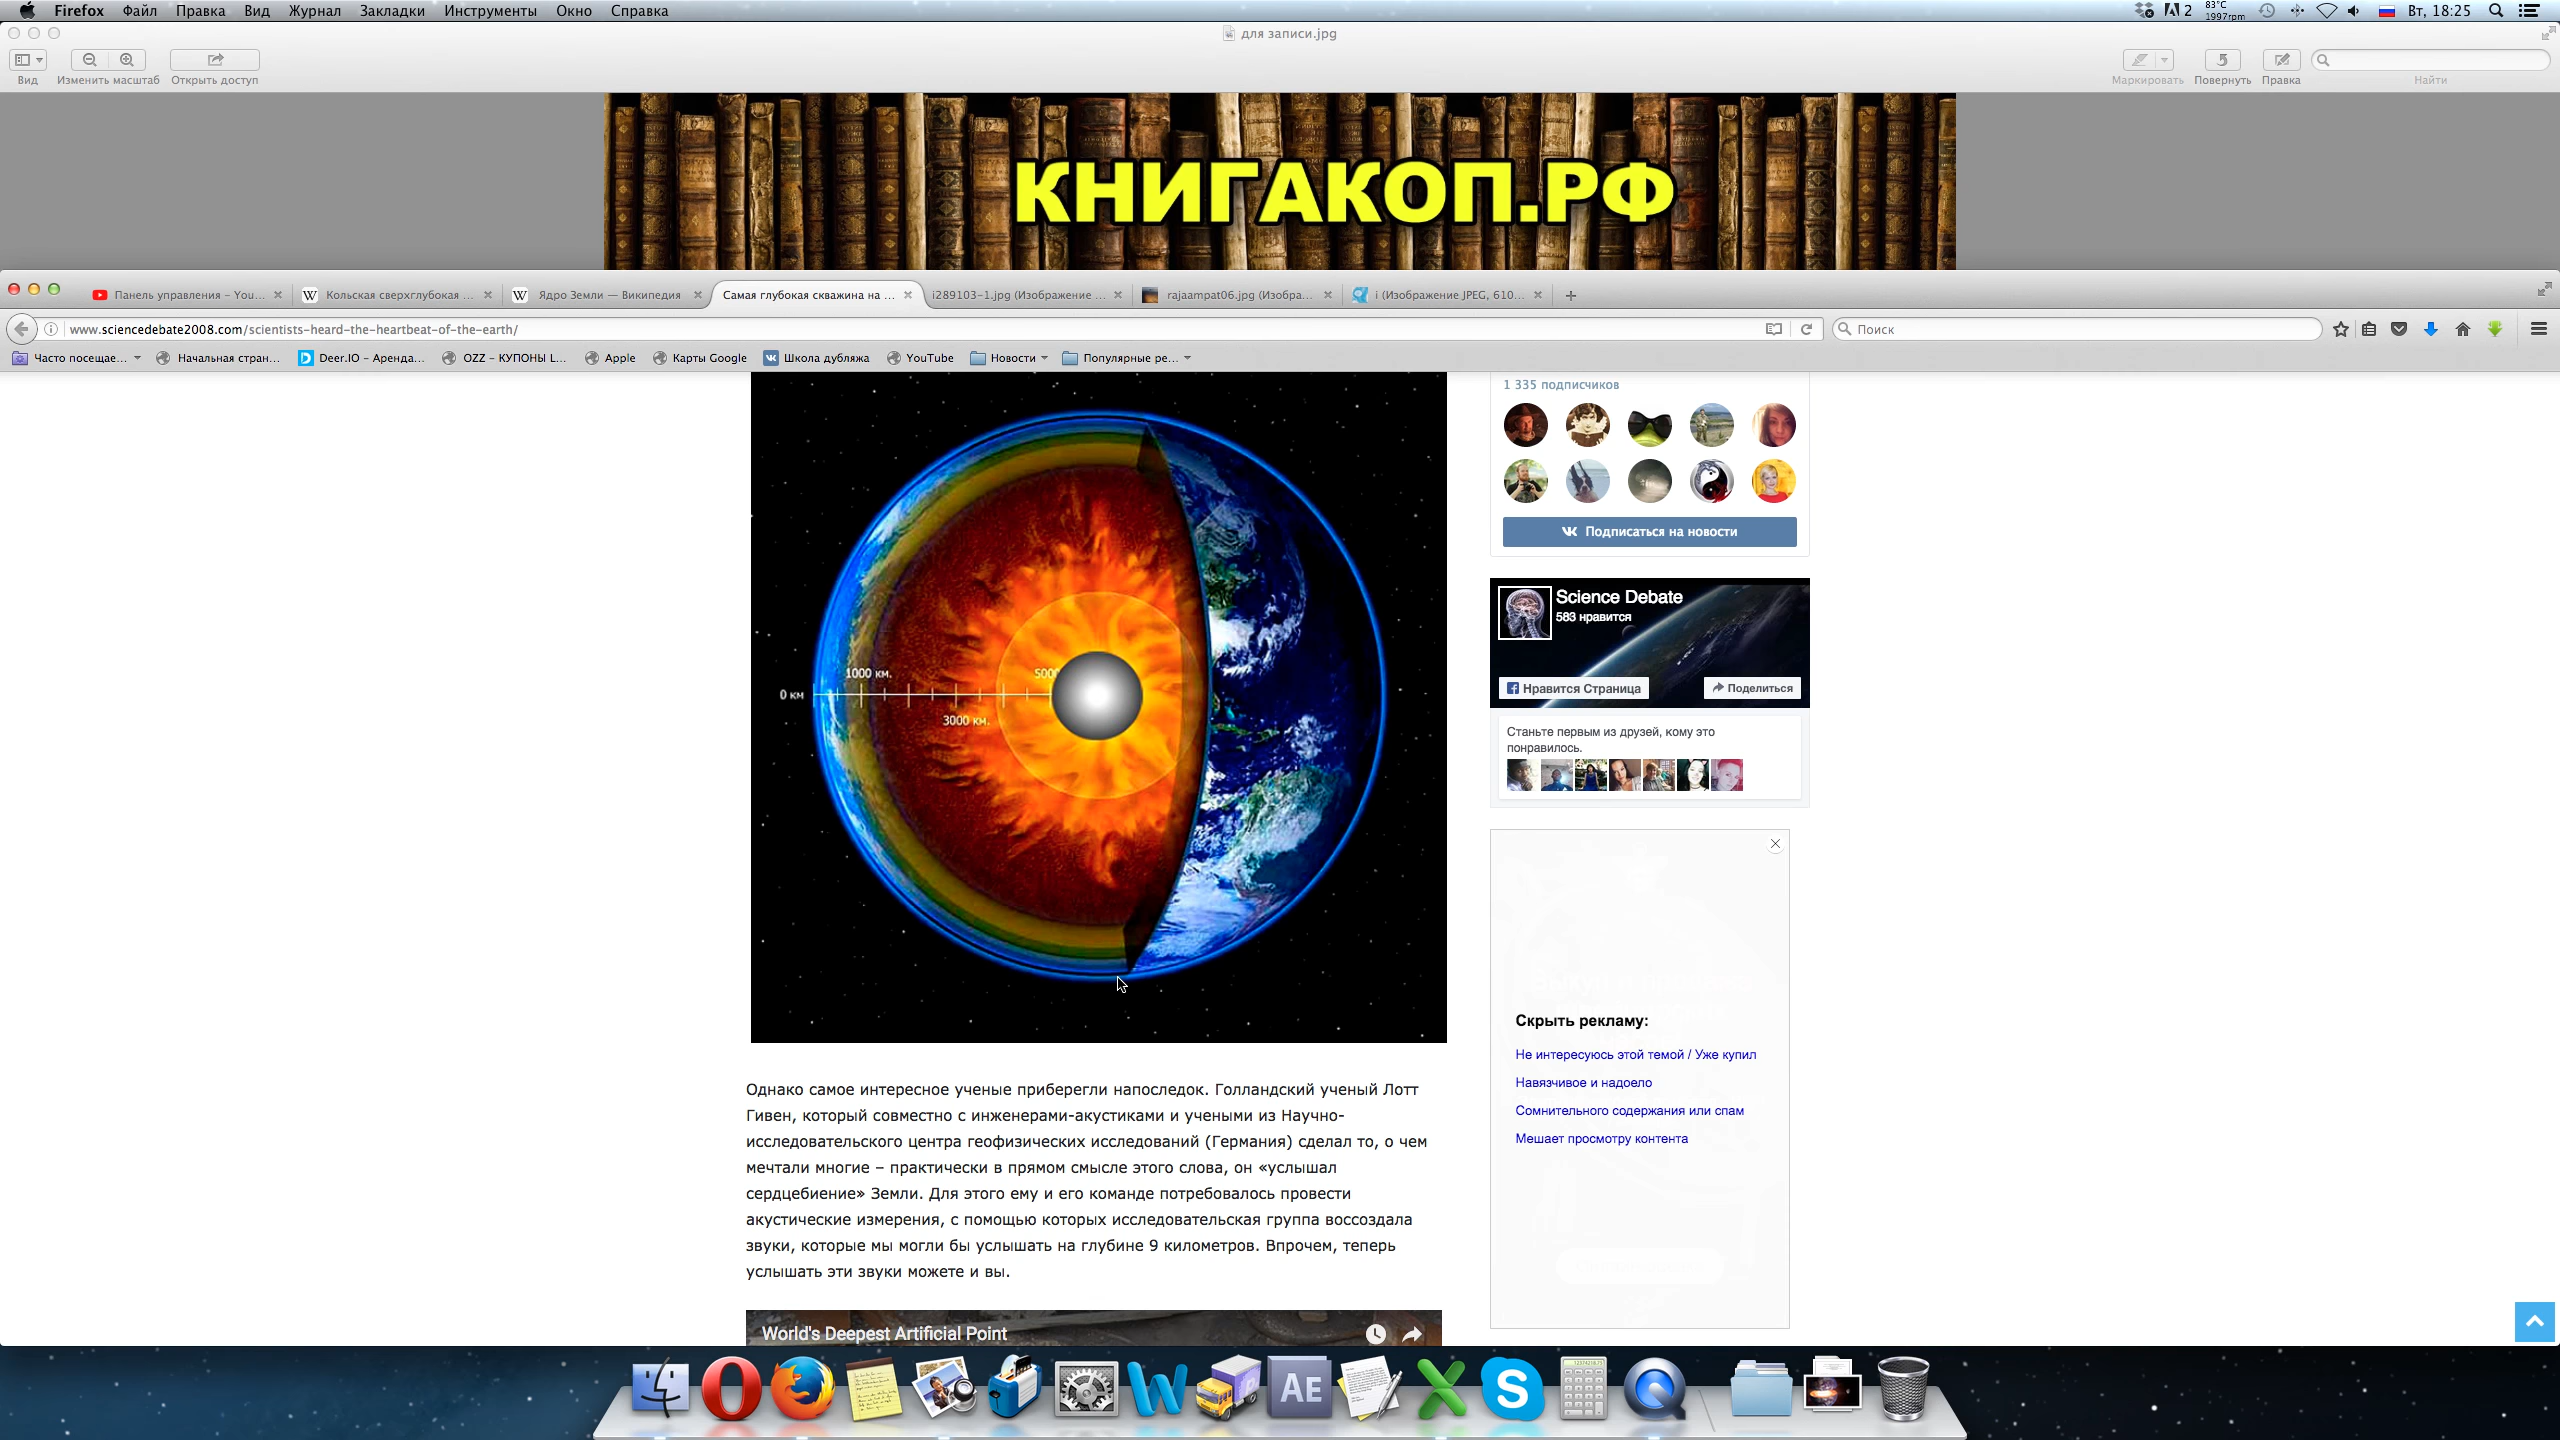 Firefox Файл Правка Вид Журнал Закладки Инструменты Окно Справка
2 83°C 1997rpm Вт, 18:25
для записи.jpg
Вид Изменить масштаб Открыть доступ Маркировать Повернуть Правка Найти
КНИГАКОП.РФ
Панель управления – You... Кольская сверхглубокая ... Ядро Земли — Википедия Самая глубокая скважина на ... i289103-1.jpg (Изображение ... rajaampat06.jpg (Изобра... i (Изображение JPEG, 610...
www.sciencedebate2008.com/scientists-heard-the-heartbeat-of-the-earth/ Поиск
Часто посещае... Начальная стран... Deer.IO – Аренда... OZZ – КУПОНЫ L... Apple Карты Google Школа дубляжа YouTube Новости Популярные ре...
0 км
1000 км.
3000 км.
5000
Однако самое интересное ученые приберегли напоследок. Голландский ученый Лотт
Гивен, который совместно с инженерами-акустиками и учеными из Научно-
исследовательского центра геофизических исследований (Германия) сделал то, о чем
мечтали многие – практически в прямом смысле этого слова, он «услышал
сердцебиение» Земли. Для этого ему и его команде потребовалось провести
акустические измерения, с помощью которых исследовательская группа воссоздала
звуки, которые мы могли бы услышать на глубине 9 километров. Впрочем, теперь
услышать эти звуки можете и вы.
World's Deepest Artificial Point
1 335 подписчиков
Подписаться на новости
Science Debate
583 нравится
Нравится Страница Поделиться
Станьте первым из друзей, кому это
понравилось.
Скрыть рекламу:
Не интересуюсь этой темой / Уже купил
Навязчивое и надоело
Сомнительного содержания или спам
Мешает просмотру контента
AE